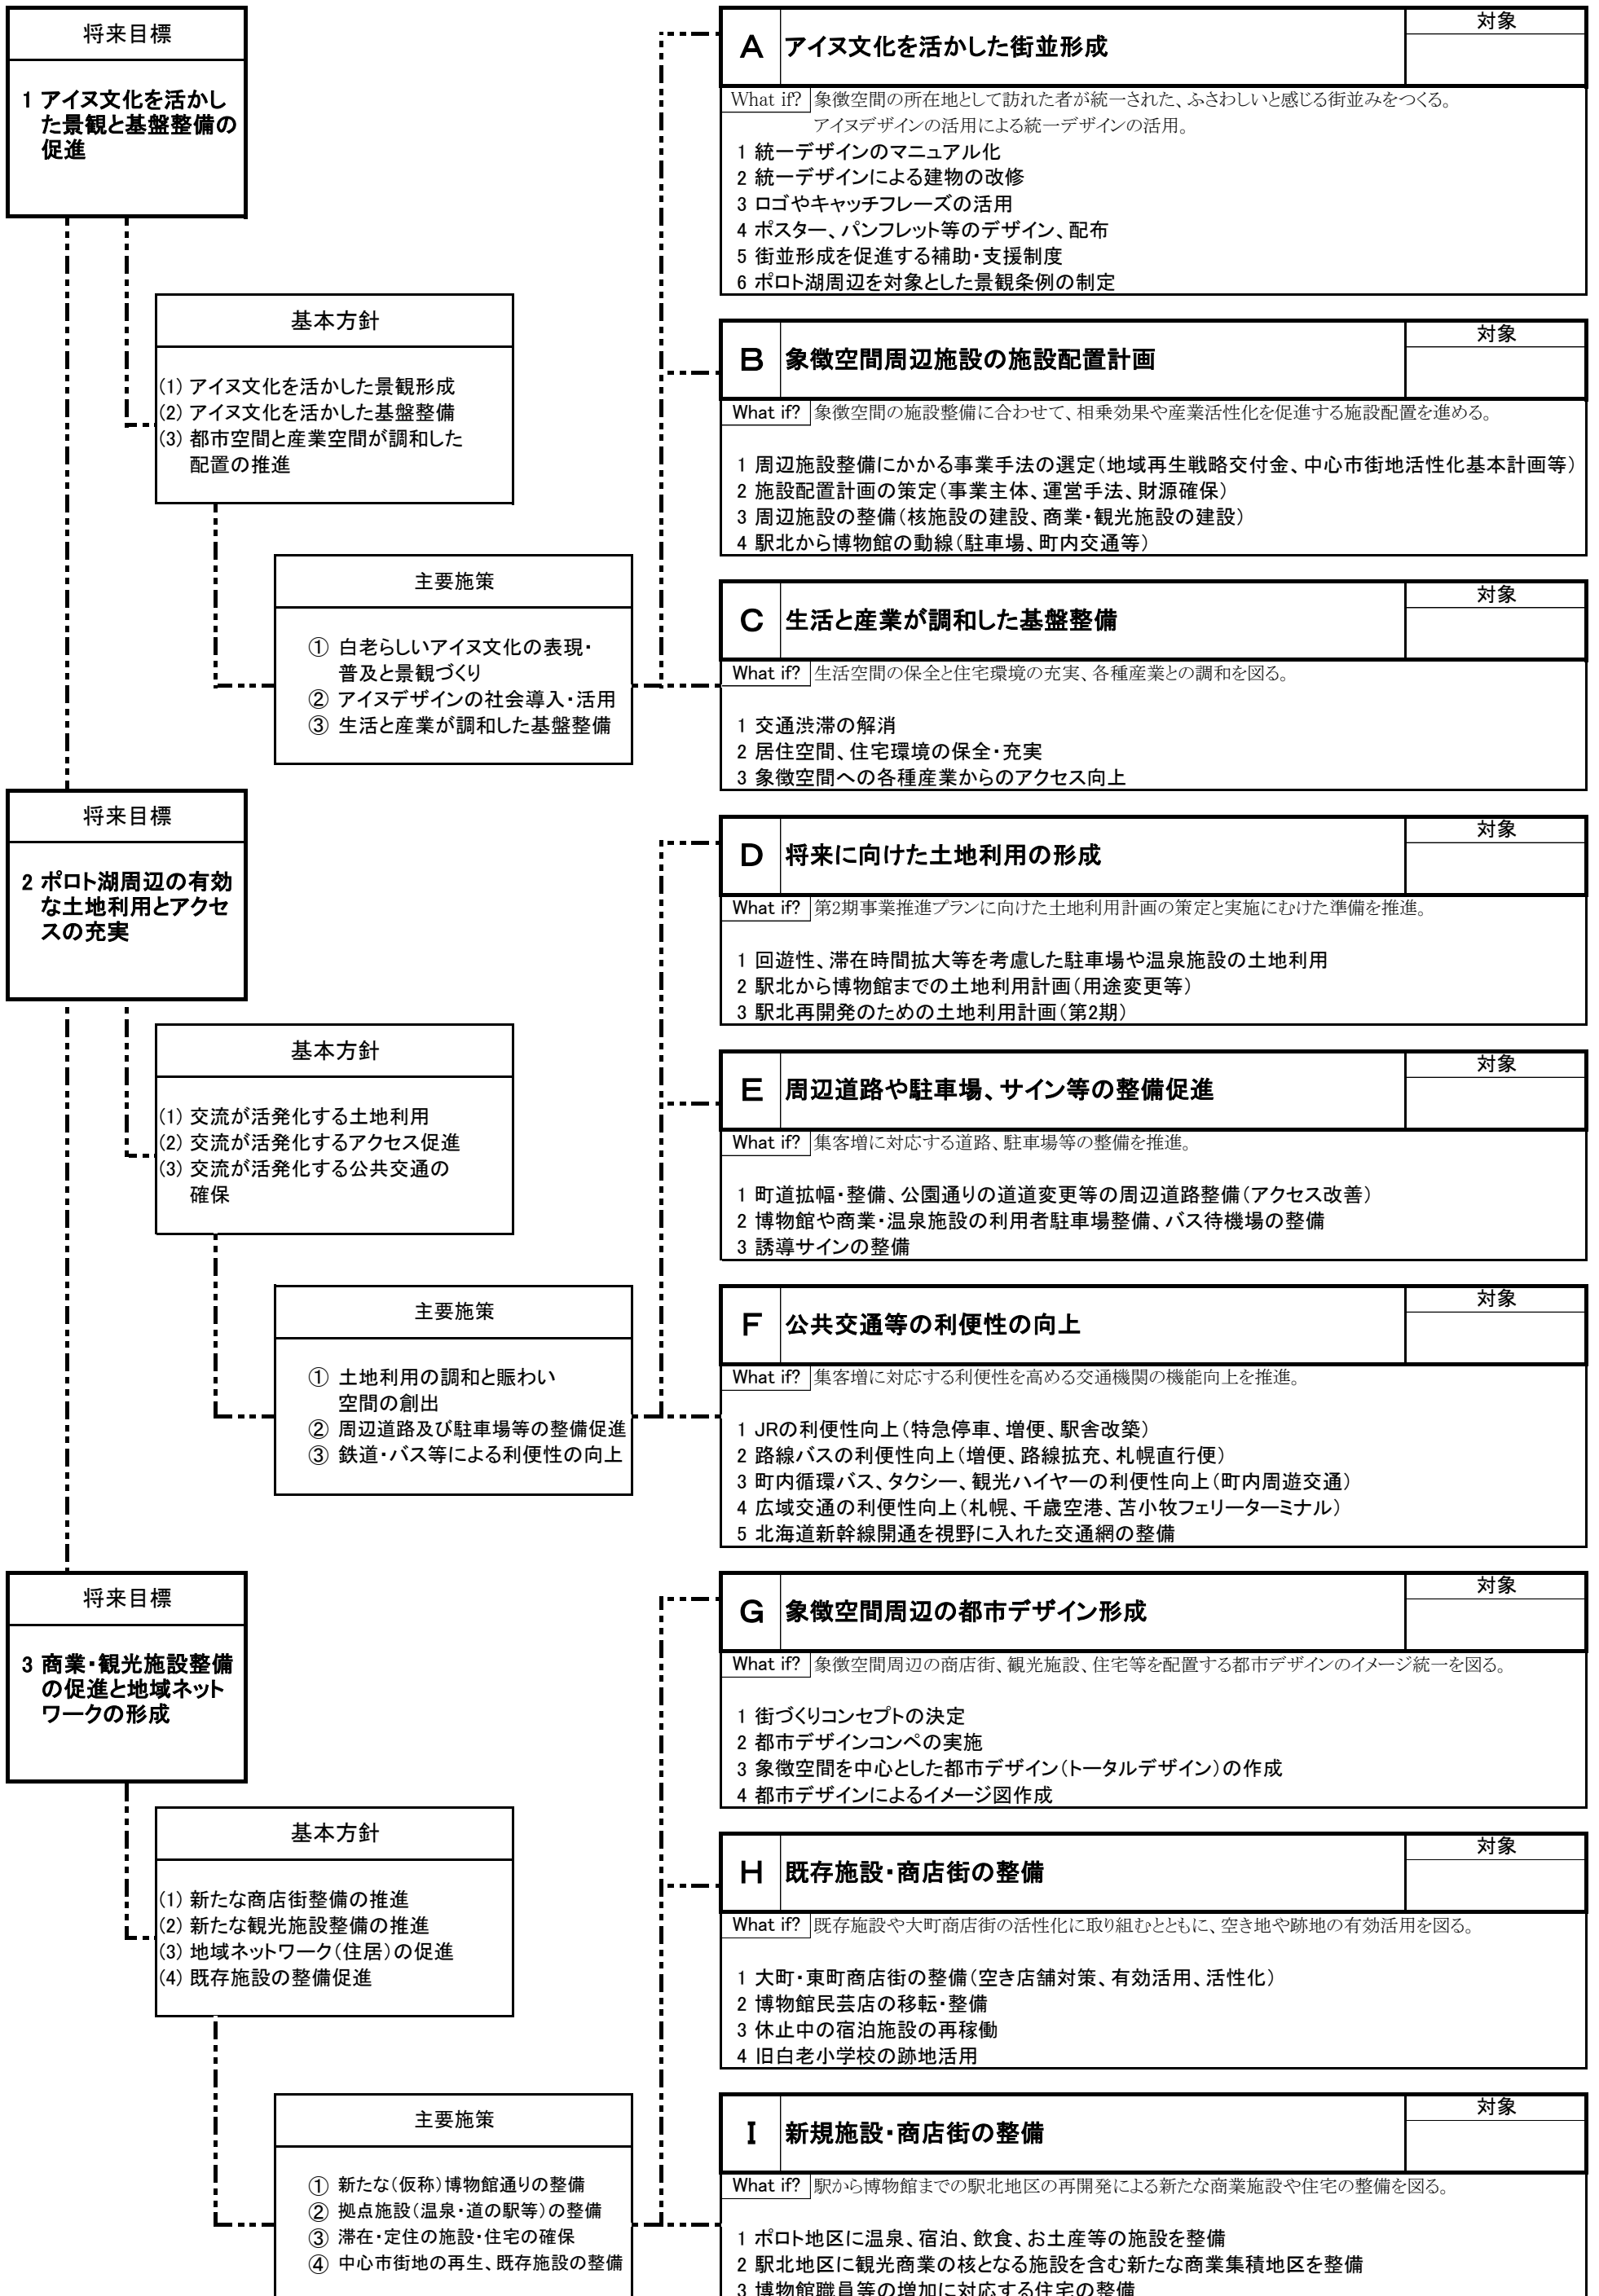 将来目標
1 アイヌ文化を活かし
た景観と基盤整備の
促進
基本方針
(1) アイヌ文化を活かした景観形成
(2) アイヌ文化を活かした基盤整備
(3) 都市空間と産業空間が調和した
配置の推進
主要施策
① 白老らしいアイヌ文化の表現・
普及と景観づくり
② アイヌデザインの社会導入・活用
③ 生活と産業が調和した基盤整備
A アイヌ文化を活かした街並形成
対象
What if? 象徴空間の所在地として訪れた者が統一された、ふさわしいと感じる街並みをつくる。
アイヌデザインの活用による統一デザインの活用。
1 統一デザインのマニュアル化
2 統一デザインによる建物の改修
3 ロゴやキャッチフレーズの活用
4 ポスター、パンフレット等のデザイン、配布
5 街並形成を促進する補助・支援制度
6 ポロト湖周辺を対象とした景観条例の制定
B 象徴空間周辺施設の施設配置計画
対象
What if? 象徴空間の施設整備に合わせて、相乗効果や産業活性化を促進する施設配置を進める。
1 周辺施設整備にかかる事業手法の選定(地域再生戦略交付金、中心市街地活性化基本計画等)
2 施設配置計画の策定(事業主体、運営手法、財源確保)
3 周辺施設の整備(核施設の建設、商業・観光施設の建設)
4 駅北から博物館の動線(駐車場、町内交通等)
C 生活と産業が調和した基盤整備
対象
What if? 生活空間の保全と住宅環境の充実、各種産業との調和を図る。
1 交通渋滞の解消
2 居住空間、住宅環境の保全・充実
3 象徴空間への各種産業からのアクセス向上
将来目標
2 ポロト湖周辺の有効
な土地利用とアクセ
スの充実
基本方針
(1) 交流が活発化する土地利用
(2) 交流が活発化するアクセス促進
(3) 交流が活発化する公共交通の
確保
主要施策
① 土地利用の調和と賑わい
空間の創出
② 周辺道路及び駐車場等の整備促進
③ 鉄道・バス等による利便性の向上
D 将来に向けた土地利用の形成
対象
What if? 第2期事業推進プランに向けた土地利用計画の策定と実施にむけた準備を推進。
1 回遊性、滞在時間拡大等を考慮した駐車場や温泉施設の土地利用
2 駅北から博物館までの土地利用計画(用途変更等)
3 駅北再開発のための土地利用計画(第2期)
E 周辺道路や駐車場、サイン等の整備促進
対象
What if? 集客増に対応する道路、駐車場等の整備を推進。
1 町道拡幅・整備、公園通りの道道変更等の周辺道路整備(アクセス改善)
2 博物館や商業・温泉施設の利用者駐車場整備、バス待機場の整備
3 誘導サインの整備
F 公共交通等の利便性の向上
対象
What if? 集客増に対応する利便性を高める交通機関の機能向上を推進。
1 JRの利便性向上(特急停車、増便、駅舎改築)
2 路線バスの利便性向上(増便、路線拡充、札幌直行便)
3 町内循環バス、タクシー、観光ハイヤーの利便性向上(町内周遊交通)
4 広域交通の利便性向上(札幌、千歳空港、苫小牧フェリーターミナル)
5 北海道新幹線開通を視野に入れた交通網の整備
将来目標
3 商業・観光施設整備
の促進と地域ネット
ワークの形成
基本方針
(1) 新たな商店街整備の推進
(2) 新たな観光施設整備の推進
(3) 地域ネットワーク(住居)の促進
(4) 既存施設の整備促進
主要施策
① 新たな(仮称)博物館通りの整備
② 拠点施設(温泉・道の駅等)の整備
③ 滞在・定住の施設・住宅の確保
④ 中心市街地の再生、既存施設の整備
G 象徴空間周辺の都市デザイン形成
対象
What if? 象徴空間周辺の商店街、観光施設、住宅等を配置する都市デザインのイメージ統一を図る。
1 街づくりコンセプトの決定
2 都市デザインコンペの実施
3 象徴空間を中心とした都市デザイン(トータルデザイン)の作成
4 都市デザインによるイメージ図作成
H 既存施設・商店街の整備
対象
What if? 既存施設や大町商店街の活性化に取り組むとともに、空き地や跡地の有効活用を図る。
1 大町・東町商店街の整備(空き店舗対策、有効活用、活性化)
2 博物館民芸店の移転・整備
3 休止中の宿泊施設の再稼働
4 旧白老小学校の跡地活用
I 新規施設・商店街の整備
対象
What if? 駅から博物館までの駅北地区の再開発による新たな商業施設や住宅の整備を図る。
1 ポロト地区に温泉、宿泊、飲食、お土産等の施設を整備
2 駅北地区に観光商業の核となる施設を含む新たな商業集積地区を整備
3 博物館職員等の増加に対応する住宅の整備